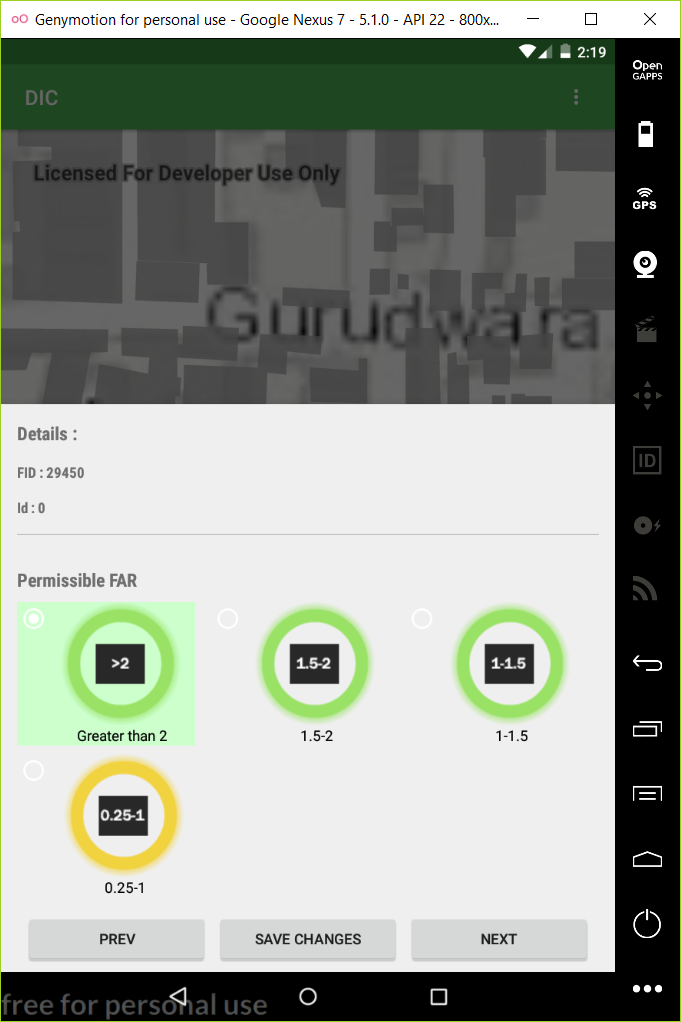 Genymotion for personal use - Google Nexus 7 - 5.1.0 - API 22 - 800x...
2:19
Open
GAPPS
DIC
Licensed For Developer Use Only
GPS
Gurudwara
Details :
FID : 29450
ID
Id : 0
Permissible FAR
>2 1.5-2 1-1.5
Greater than 2 1.5-2 1-1.5
0.25-1
0.25-1
PREV SAVE CHANGES NEXT
free for personal use